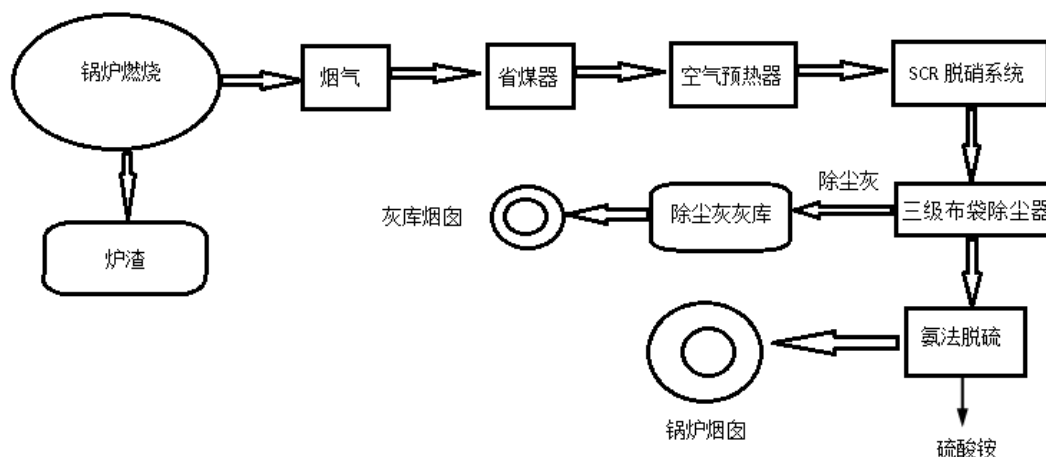 锅炉燃烧
烟气
省煤器
空气预热器
SCR 脱硝系统
除尘灰
灰库烟囱
除尘灰灰库
三级布袋除尘器
炉渣
氨法脱硫
锅炉烟囱
硫酸铵